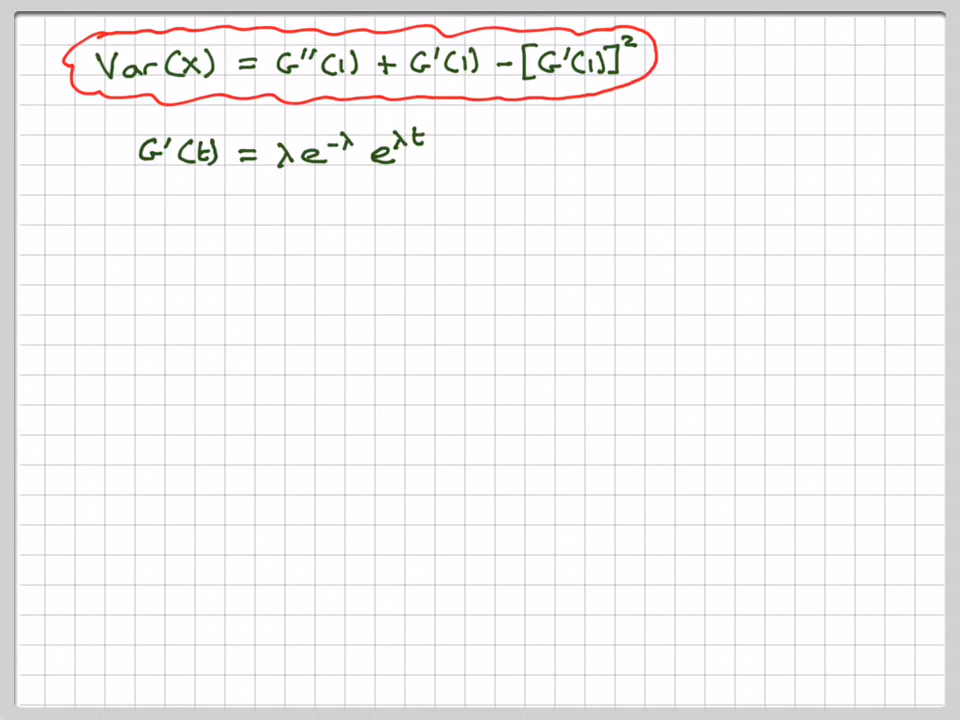 Var(X) = G''(1) + G'(1) - [G'(1)]²
G'(t) = λe^{-λ} e^{λt}